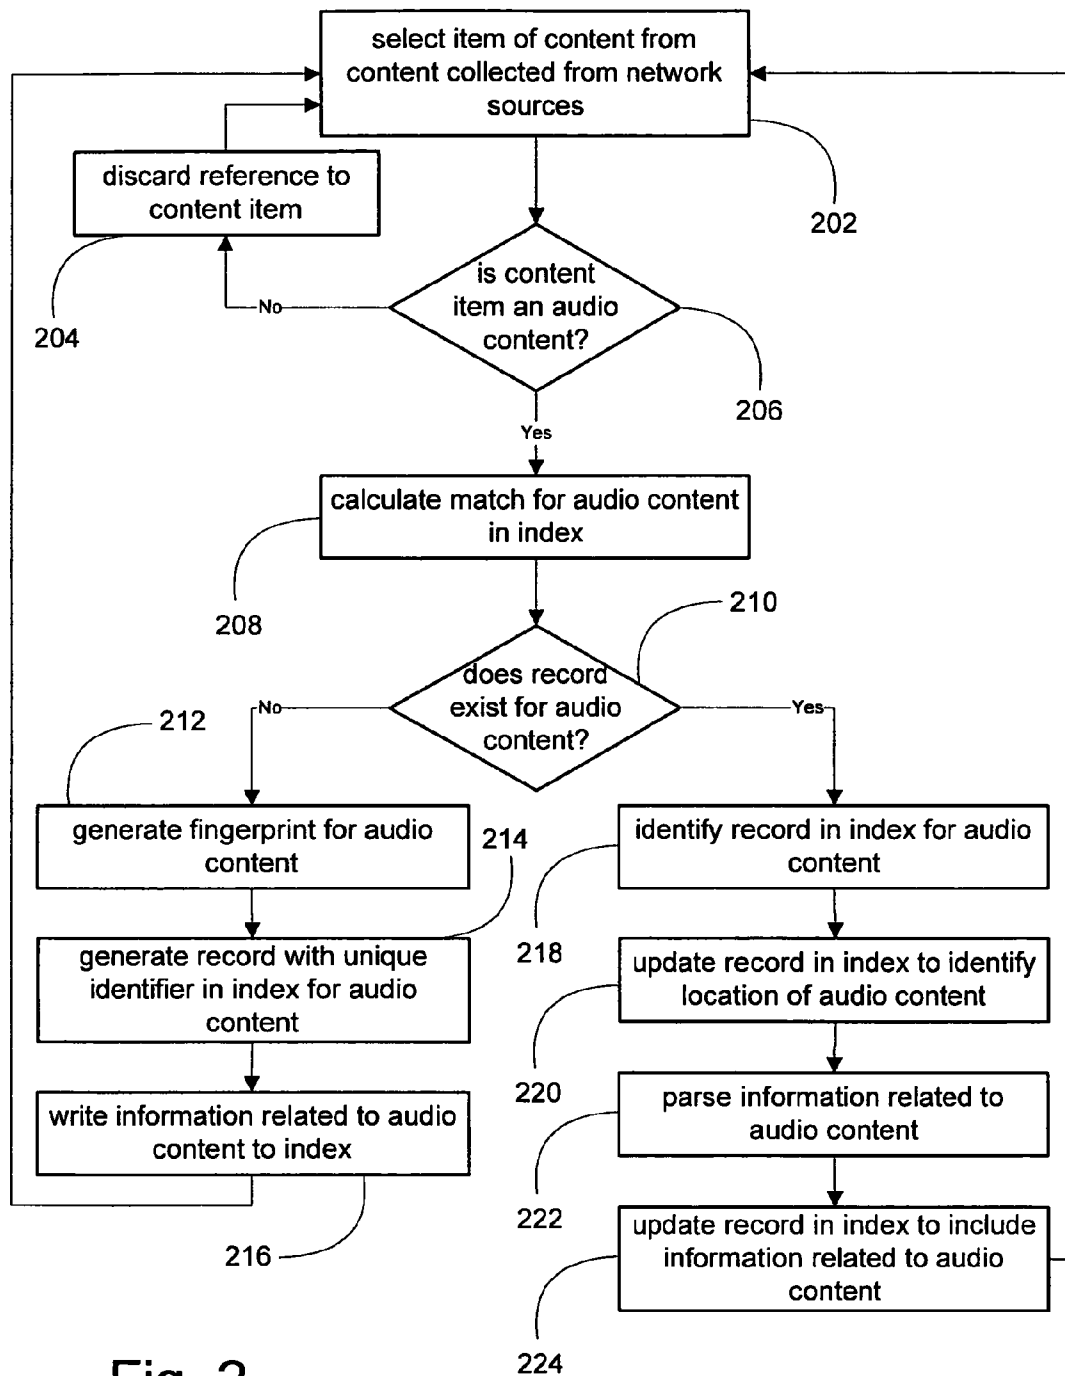 select item of content from
content collected from network
sources
discard reference to
content item
202
is content
item an audio
content?
No
204
206
Yes
calculate match for audio content
in index
208
210
does record
exist for audio
content?
No
Yes
212
generate fingerprint for audio
content
214
identify record in index for audio
content
218
generate record with unique
identifier in index for audio
content
update record in index to identify
location of audio content
220
write information related to audio
content to index
parse information related to
audio content
222
216
update record in index to include
information related to audio
content
224